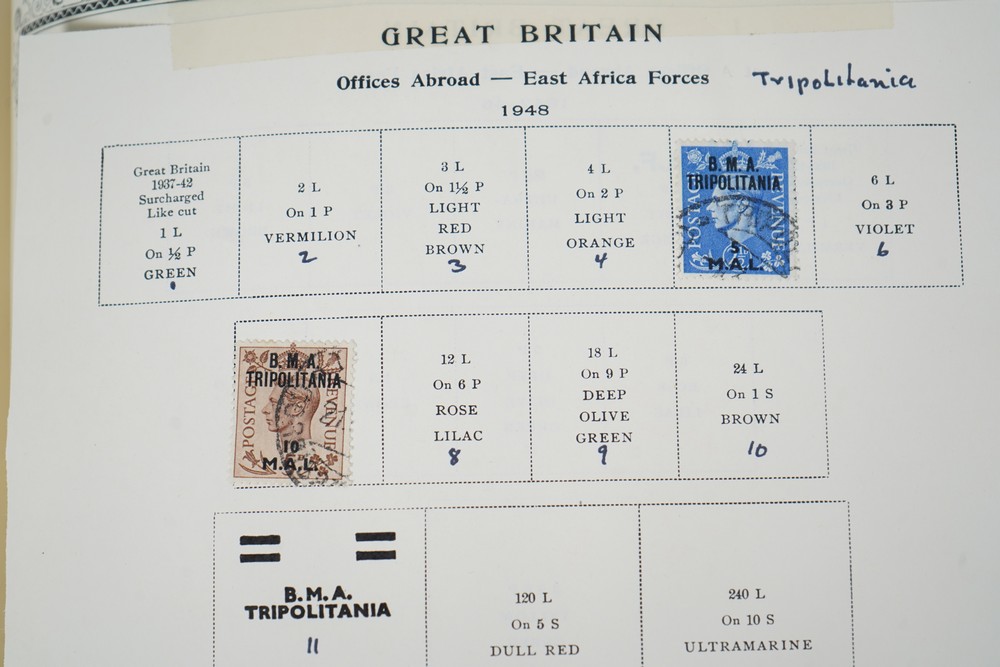 GREAT BRITAIN
Offices Abroad — East Africa Forces
Tripolitania
1948
Great Britain
1937-42
Surcharged
Like cut
1 L
On ½ P
GREEN
1
2 L
On 1 P
VERMILION
2
3 L
On 1½ P
LIGHT
RED
BROWN
3
4 L
On 2 P
LIGHT
ORANGE
4
B. M. A.
TRIPOLITANIA
POSTAGE
REVENUE
5
M.A.L.
6 L
On 3 P
VIOLET
6
B. M. A.
TRIPOLITANIA
POSTAGE
REVENUE
10
M.A.L.
12 L
On 6 P
ROSE
LILAC
8
18 L
On 9 P
DEEP
OLIVE
GREEN
9
24 L
On 1 S
BROWN
10
B. M. A.
TRIPOLITANIA
11
120 L
On 5 S
DULL RED
240 L
On 10 S
ULTRAMARINE